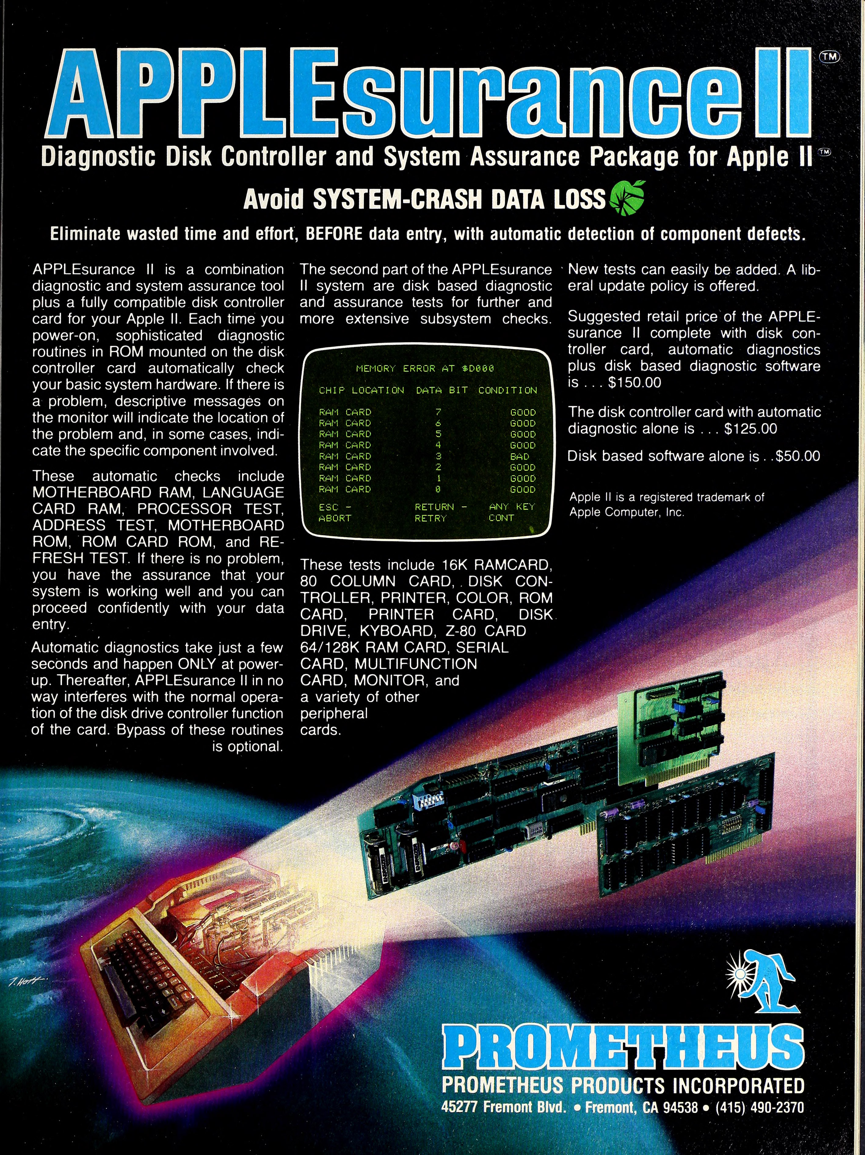 APPLEsurance II ™
Diagnostic Disk Controller and System Assurance Package for Apple II ™
Avoid SYSTEM-CRASH DATA LOSS
Eliminate wasted time and effort, BEFORE data entry, with automatic detection of component defects.
APPLEsurance II is a combination
diagnostic and system assurance tool
plus a fully compatible disk controller
card for your Apple II. Each time you
power-on, sophisticated diagnostic
routines in ROM mounted on the disk
controller card automatically check
your basic system hardware. If there is
a problem, descriptive messages on
the monitor will indicate the location of
the problem and, in some cases, indi-
cate the specific component involved.
These automatic checks include
MOTHERBOARD RAM, LANGUAGE
CARD RAM, PROCESSOR TEST,
ADDRESS TEST, MOTHERBOARD
ROM, ROM CARD ROM, and RE-
FRESH TEST. If there is no problem,
you have the assurance that your
system is working well and you can
proceed confidently with your data
entry.
Automatic diagnostics take just a few
seconds and happen ONLY at power-
up. Thereafter, APPLEsurance II in no
way interferes with the normal opera-
tion of the disk drive controller function
of the card. Bypass of these routines
is optional.
The second part of the APPLEsurance
II system are disk based diagnostic
and assurance tests for further and
more extensive subsystem checks.
MEMORY ERROR AT $D000
CHIP LOCATION DATA BIT CONDITION
RAM CARD 7 GOOD
RAM CARD 6 GOOD
RAM CARD 5 GOOD
RAM CARD 4 GOOD
RAM CARD 3 BAD
RAM CARD 2 GOOD
RAM CARD 1 GOOD
RAM CARD 0 GOOD
ESC - RETURN - ANY KEY
ABORT RETRY CONT
These tests include 16K RAMCARD,
80 COLUMN CARD, DISK CON-
TROLLER, PRINTER, COLOR, ROM
CARD, PRINTER CARD, DISK
DRIVE, KYBOARD, Z-80 CARD
64/128K RAM CARD, SERIAL
CARD, MULTIFUNCTION
CARD, MONITOR, and
a variety of other
peripheral
cards.
New tests can easily be added. A lib-
eral update policy is offered.
Suggested retail price of the APPLE-
surance II complete with disk con-
troller card, automatic diagnostics
plus disk based diagnostic software
is . . . $150.00
The disk controller card with automatic
diagnostic alone is . . . $125.00
Disk based software alone is . . $50.00
Apple II is a registered trademark of
Apple Computer, Inc.
T. Hoff
PROMETHEUS
PROMETHEUS PRODUCTS INCORPORATED
45277 Fremont Blvd. • Fremont, CA 94538 • (415) 490-2370